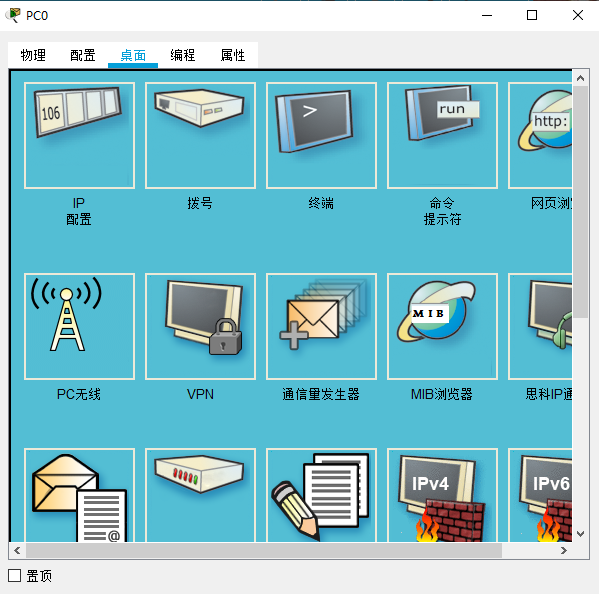 PC0
物理 配置 桌面 编程 属性
106
>
run
http:
IP
配置
拨号
终端
命令
提示符
网页浏
MIB
PC无线
VPN
通信量发生器
MIB浏览器
思科IP通
@
IPv4
IPv6
置顶